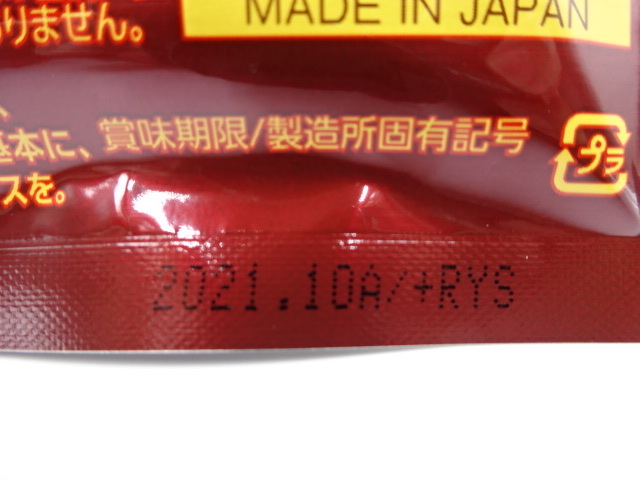 りません。
MADE IN JAPAN
基本に、
スを。
賞味期限/製造所固有記号
プラ
2021.10A/+RYS